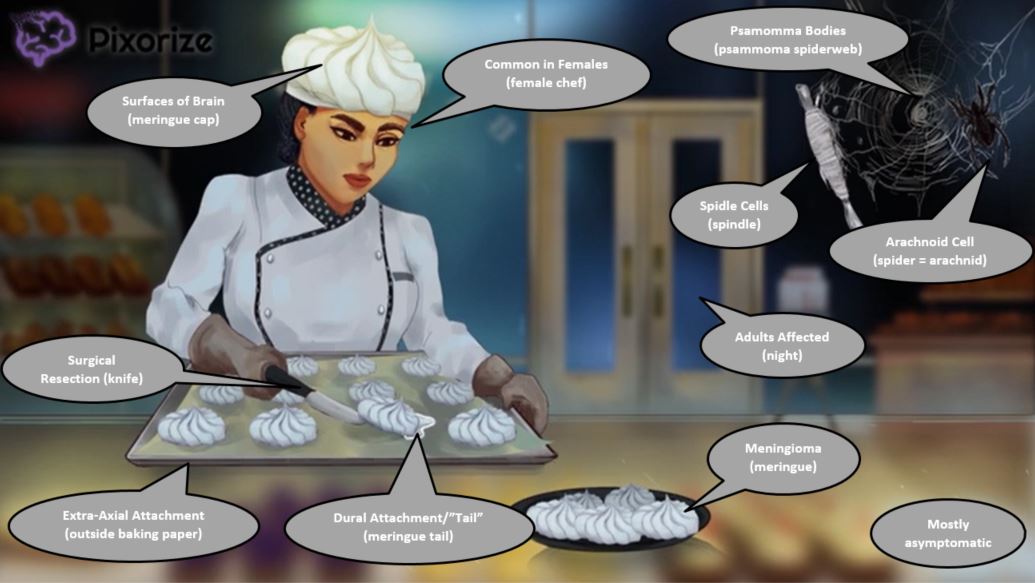 Pixorize
Psamomma Bodies
(psammoma spiderweb)
Common in Females
(female chef)
Surfaces of Brain
(meringue cap)
Spidle Cells
(spindle)
Arachnoid Cell
(spider = arachnid)
Adults Affected
(night)
Surgical
Resection (knife)
Meningioma
(meringue)
Extra-Axial Attachment
(outside baking paper)
Dural Attachment/”Tail”
(meringue tail)
Mostly
asymptomatic